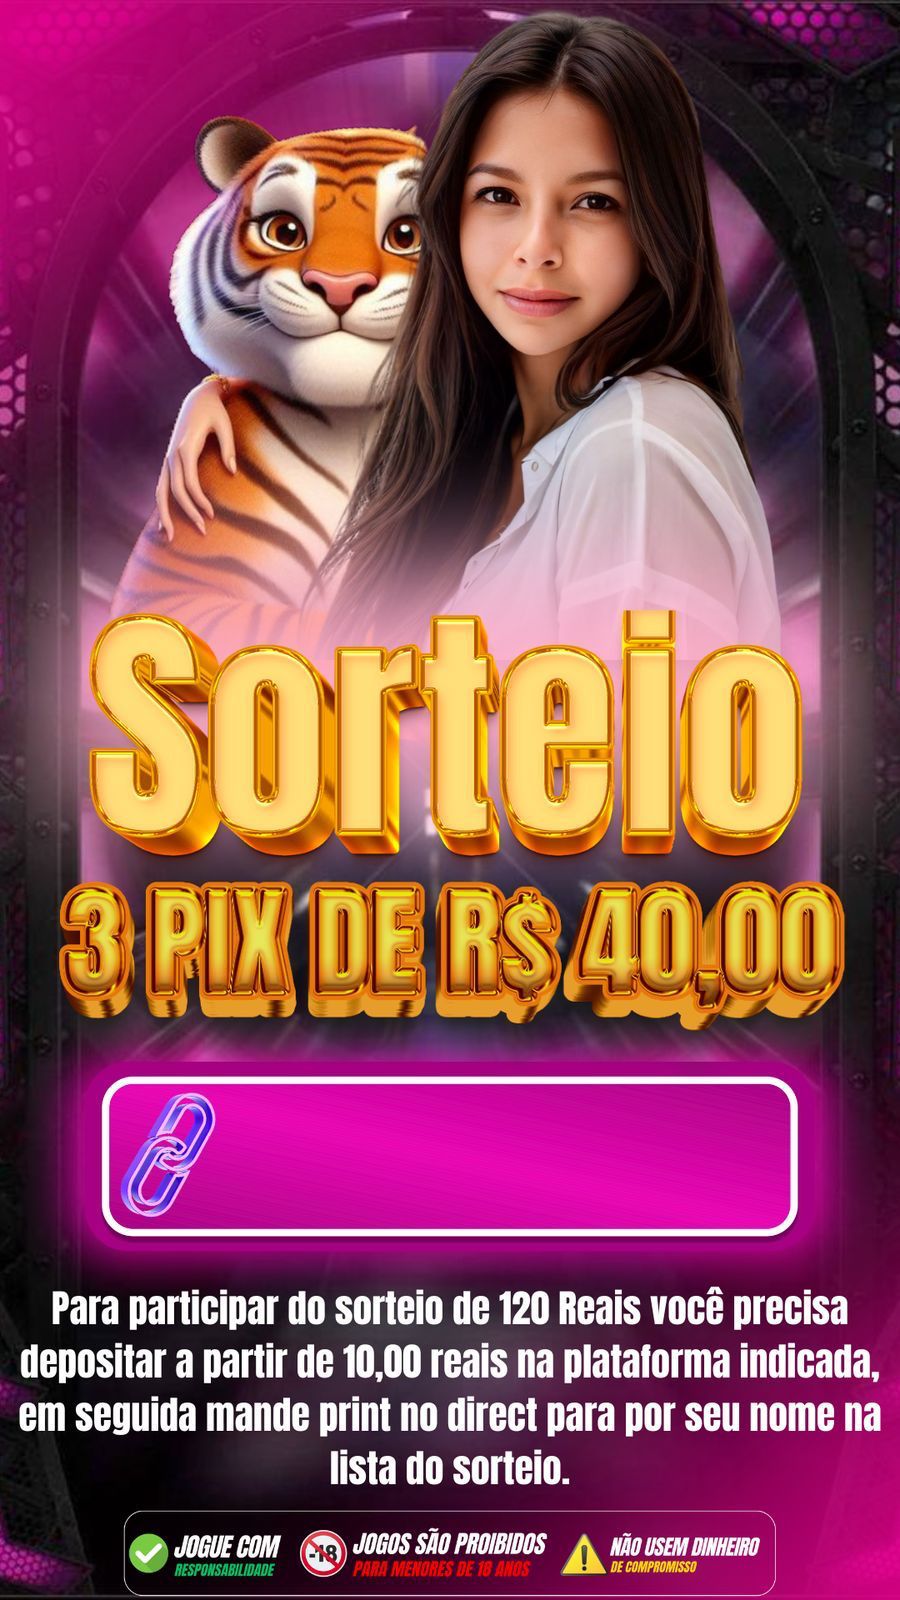 Sorteio
3 PIX DE R$ 40,00
Para participar do sorteio de 120 Reais você precisa
depositar a partir de 10,00 reais na plataforma indicada,
em seguida mande print no direct para por seu nome na
lista do sorteio.
JOGUE COM
RESPONSABILIDADE
-18
JOGOS SÃO PROIBIDOS
PARA MENORES DE 18 ANOS
NÃO USEM DINHEIRO
DE COMPROMISSO